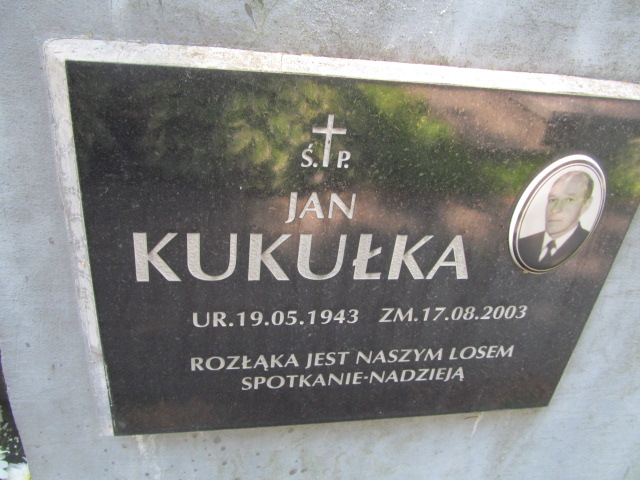 Ś.P.
JAN
KUKUŁKA
UR.19.05.1943 ZM.17.08.2003
ROZŁĄKA JEST NASZYM LOSEM
SPOTKANIE-NADZIEJĄ